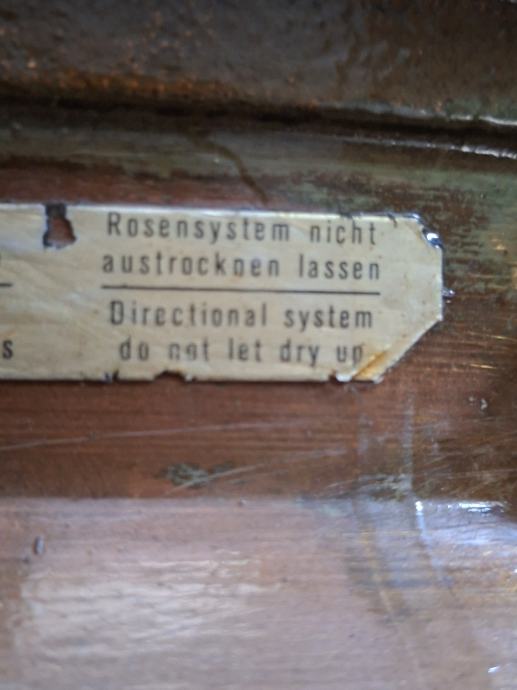 Rosensystem nicht
austrocknen lassen
Directional system
s do not let dry up